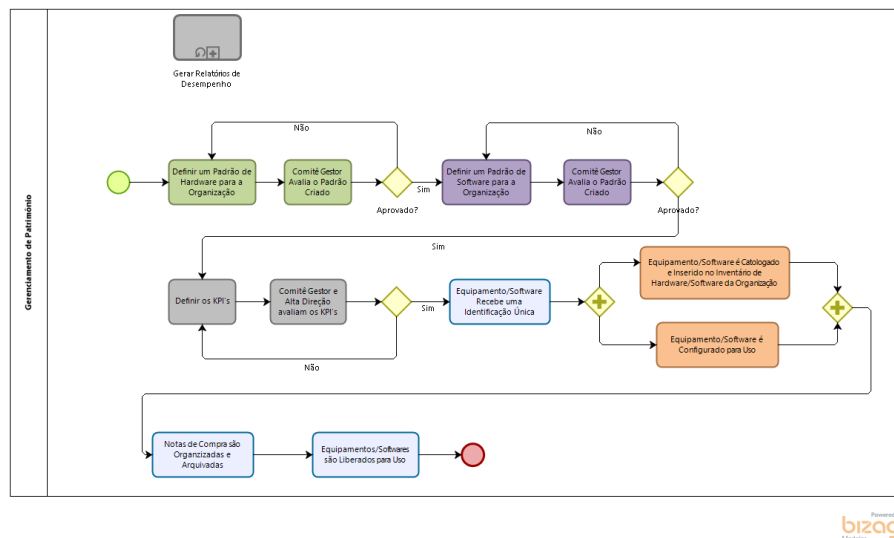 Gerenciamento de Patrimônio
Gerar Relatórios de
Desempenho
Não
Não
Definir um Padrão de
Hardware para a
Organização
Comitê Gestor
Avalia o Padrão
Criado
Sim
Aprovado?
Definir um Padrão de
Software para a
Organização
Comitê Gestor
Avalia o Padrão
Criado
Aprovado?
Sim
Definir os KPI's
Comitê Gestor e
Alta Direção
avaliam os KPI's
Sim
Não
Equipamento/Software
Recebe uma
Identificação Única
Equipamento/Software é Catologado
e Inserido no Inventário de
Hardware/Software da Organização
Equipamento/Software é
Configurado para Uso
Notas de Compra são
Organzizadas e
Arquivadas
Equipamentos/Softwares
são Liberados para Uso
Powered
bizag